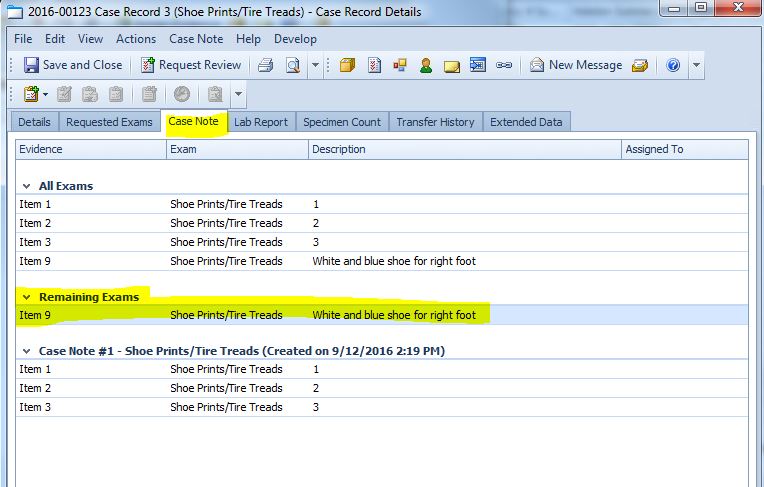 2016-00123 Case Record 3 (Shoe Prints/Tire Treads) - Case Record Details
File Edit View Actions Case Note Help Develop
Save and Close Request Review New Message
Details Requested Exams Case Note Lab Report Specimen Count Transfer History Extended Data
Evidence Exam Description Assigned To
All Exams
Item 1 Shoe Prints/Tire Treads 1
Item 2 Shoe Prints/Tire Treads 2
Item 3 Shoe Prints/Tire Treads 3
Item 9 Shoe Prints/Tire Treads White and blue shoe for right foot
Remaining Exams
Item 9 Shoe Prints/Tire Treads White and blue shoe for right foot
Case Note #1 - Shoe Prints/Tire Treads (Created on 9/12/2016 2:19 PM)
Item 1 Shoe Prints/Tire Treads 1
Item 2 Shoe Prints/Tire Treads 2
Item 3 Shoe Prints/Tire Treads 3